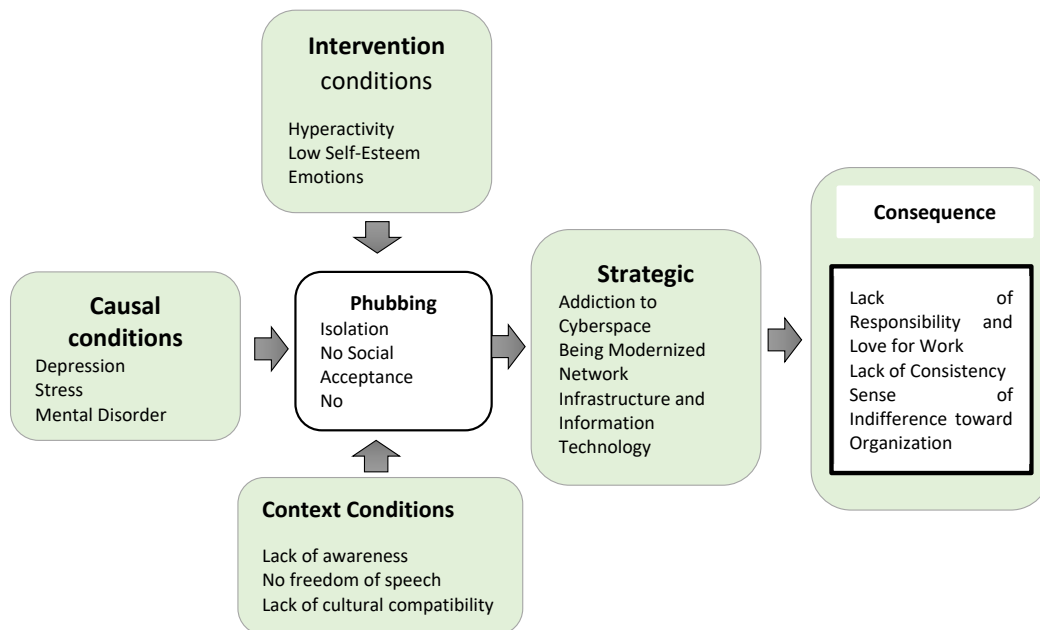 Intervention
conditions
Hyperactivity
Low Self-Esteem
Emotions
Causal
conditions
Depression
Stress
Mental Disorder
Phubbing
Isolation
No Social
Acceptance
No
Context Conditions
Lack of awareness
No freedom of speech
Lack of cultural compatibility
Strategic
Addiction to
Cyberspace
Being Modernized
Network
Infrastructure and
Information
Technology
Consequence
Lack of
Responsibility and
Love for Work
Lack of Consistency
Sense of
Indifference toward
Organization